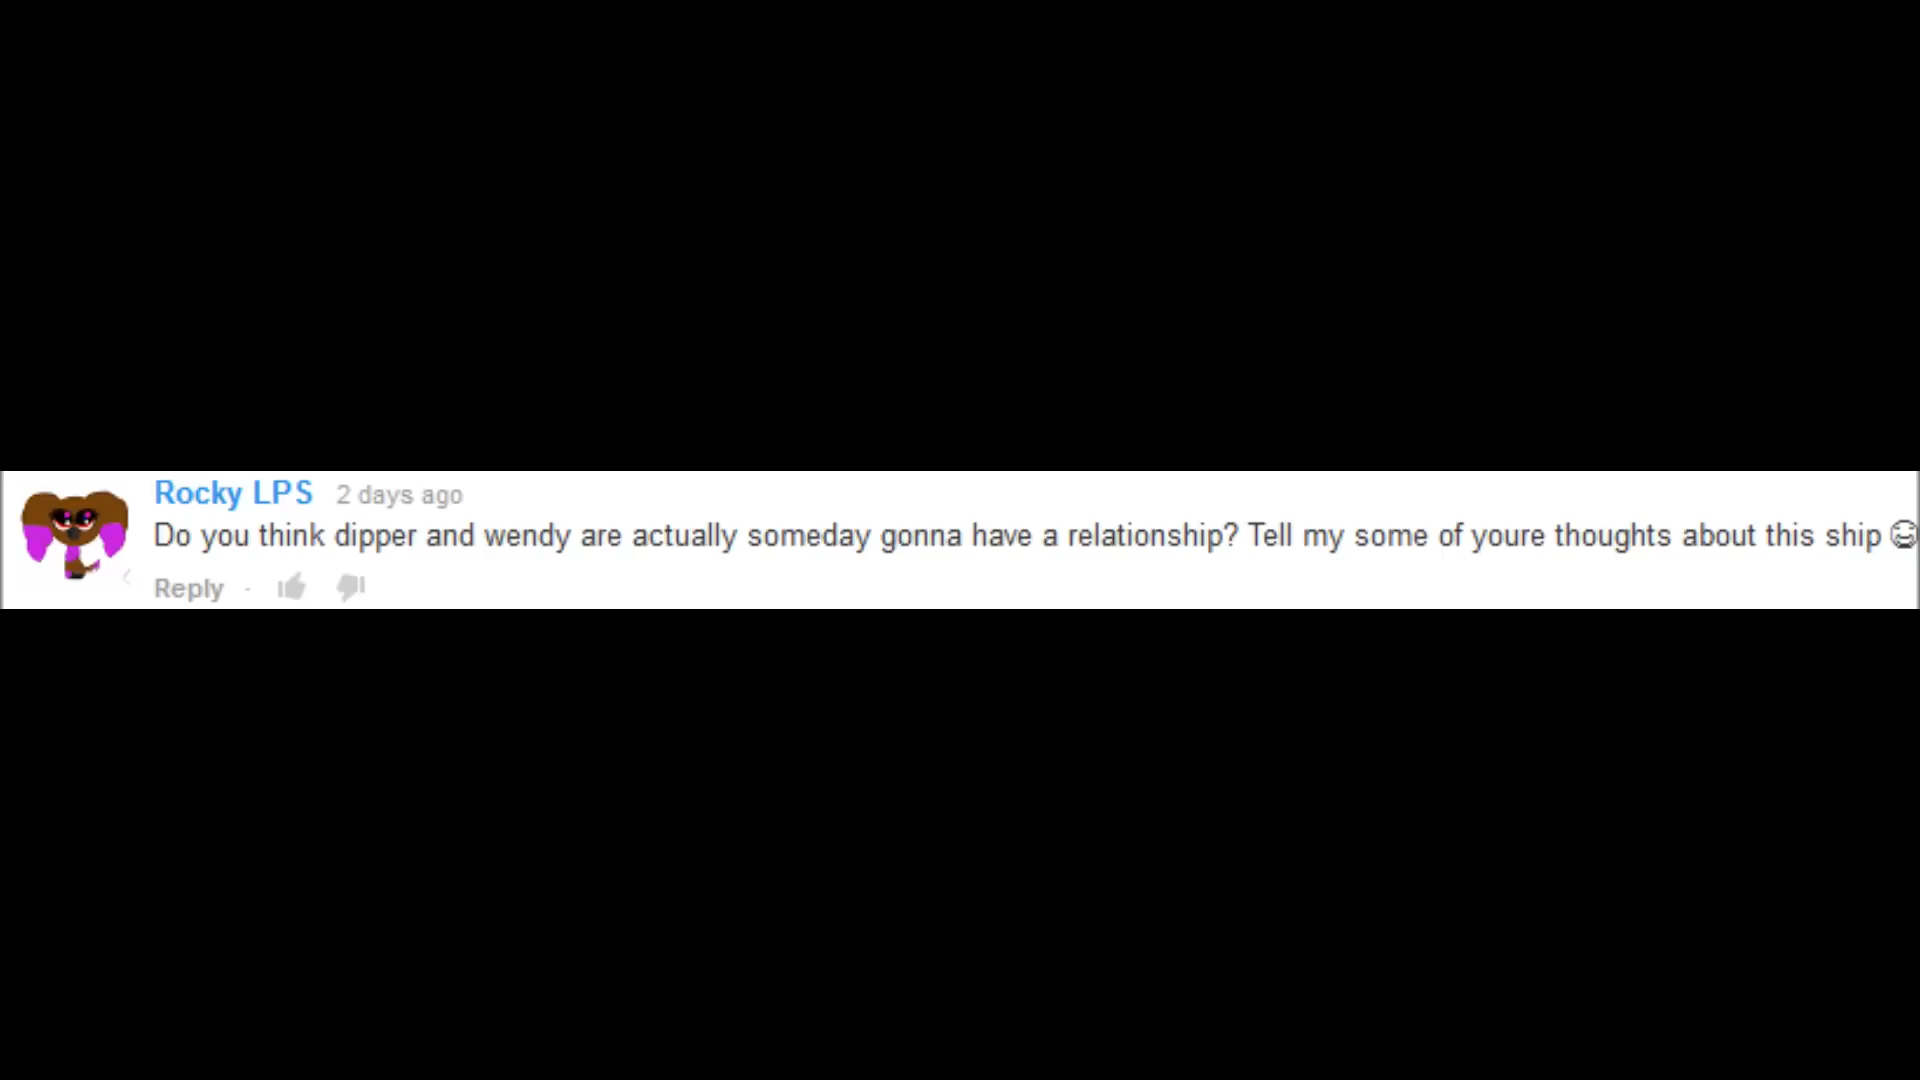 Rocky LPS 2 days ago
Do you think dipper and wendy are actually someday gonna have a relationship? Tell my some of youre thoughts about this ship 😄
Reply ·